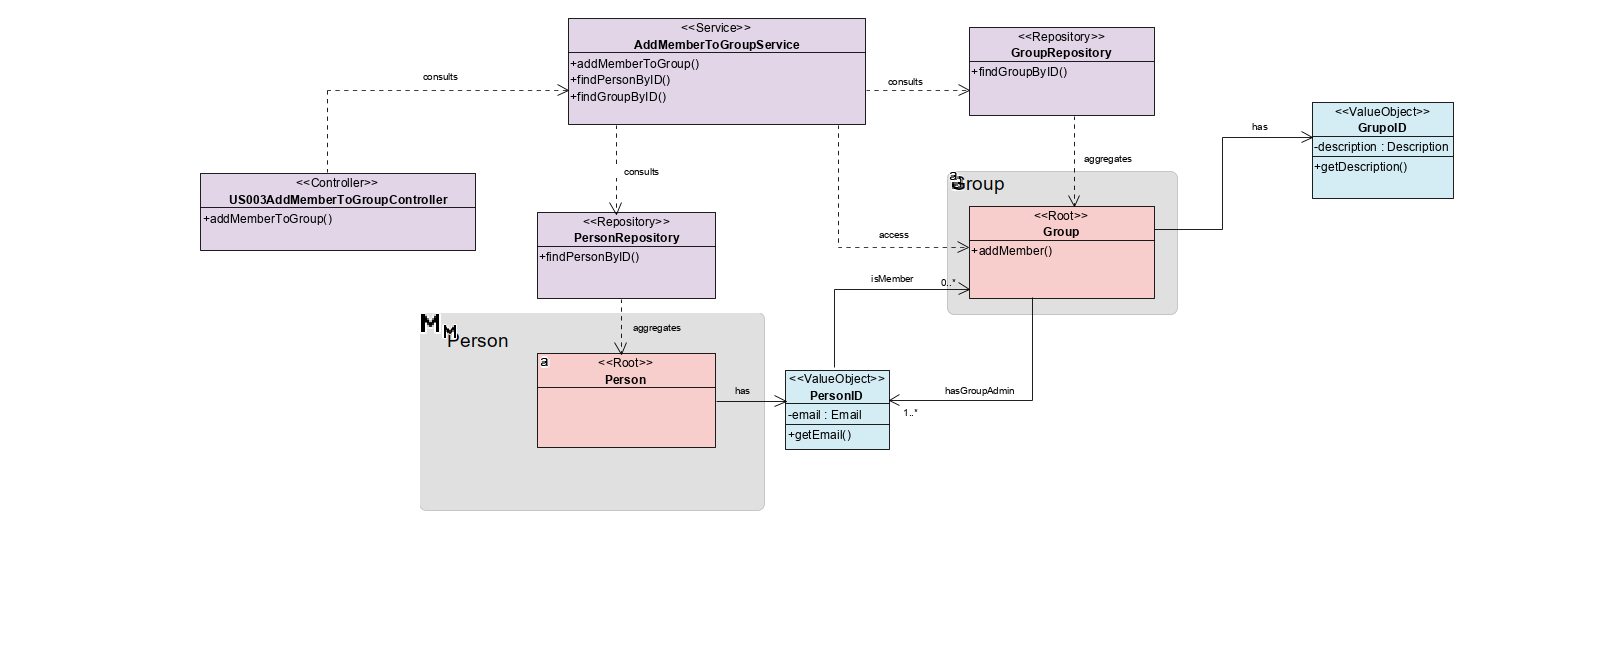 <<Service>>
AddMemberToGroupService
+addMemberToGroup()
+findPersonByID()
+findGroupByID()
<<Repository>>
GroupRepository
+findGroupByID()
consults
consults
<<ValueObject>>
GrupoID
-description : Description
+getDescription()
has
aggregates
consults
<<Controller>>
US003AddMemberToGroupController
+addMemberToGroup()
Group
<<Root>>
Group
+addMember()
<<Repository>>
PersonRepository
+findPersonByID()
access
isMember
0..*
M
M
Person
aggregates
a
<<Root>>
Person
has
<<ValueObject>>
PersonID
-email : Email
+getEmail()
hasGroupAdmin
1..*